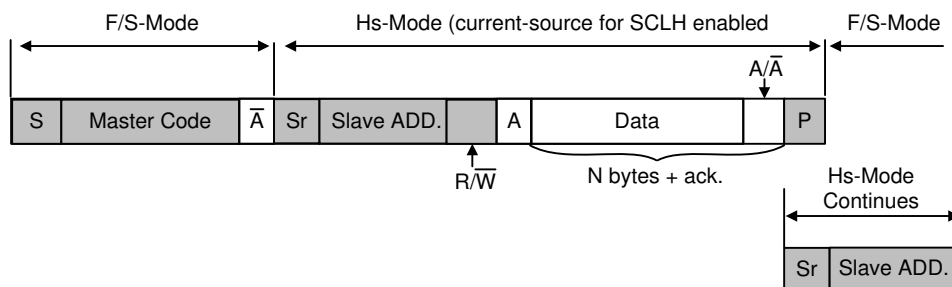 F/S-Mode
Hs-Mode (current-source for SCLH enabled
F/S-Mode
A/A̅
S
Master Code
A̅
Sr
Slave ADD.
A
Data
P
R/W̅
N bytes + ack.
Hs-Mode
Continues
Sr
Slave ADD.